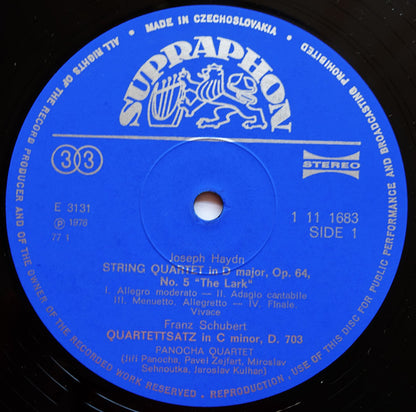 ALL RIGHTS OF THE RECORD PRODUCER AND OF THE OWNER OF THE RECORDED WORK RESERVED - REPRODUCTION, USE OF THIS DISC FOR PUBLIC PERFORMANCE AND BROADCASTING PROHIBITED
• MADE IN CZECHOSLOVAKIA •
SUPRAPHON
33
STEREO
E 3131
℗ 1976
77 1
1 11 1683
SIDE 1
Joseph Haydn
STRING QUARTET in D major, Op. 64,
No. 5 "The Lark"
I. Allegro moderato — II. Adagio cantabile
III. Menuetto. Allegretto — IV. Finale.
Vivace
Franz Schubert
QUARTETTSATZ in C minor, D. 703
PANOCHA QUARTET
(Jiří Panocha, Pavel Zejfart, Miroslav
Sehnoutka, Jaroslav Kulhan)